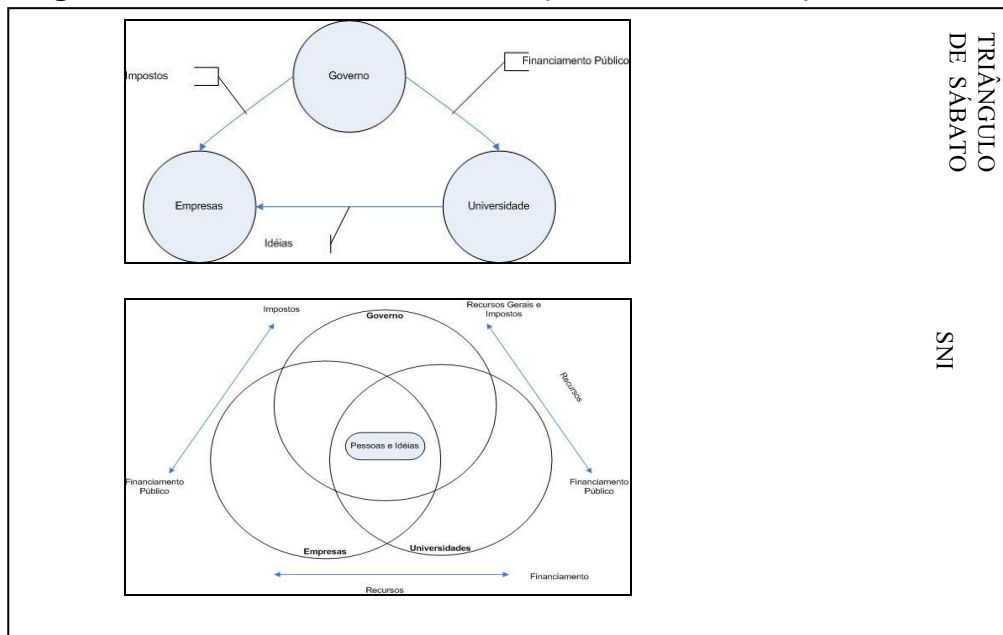 Governo
Impostos
Financiamento Público
Empresas
Universidade
Idéias
TRIÂNGULO
DE SÁBATO
Impostos
Recursos Gerais e
Impostos
Governo
Recursos
Pessoas e Idéias
Financiamento
Público
Financiamento
Público
Empresas
Universidades
Financiamento
Recursos
SNI